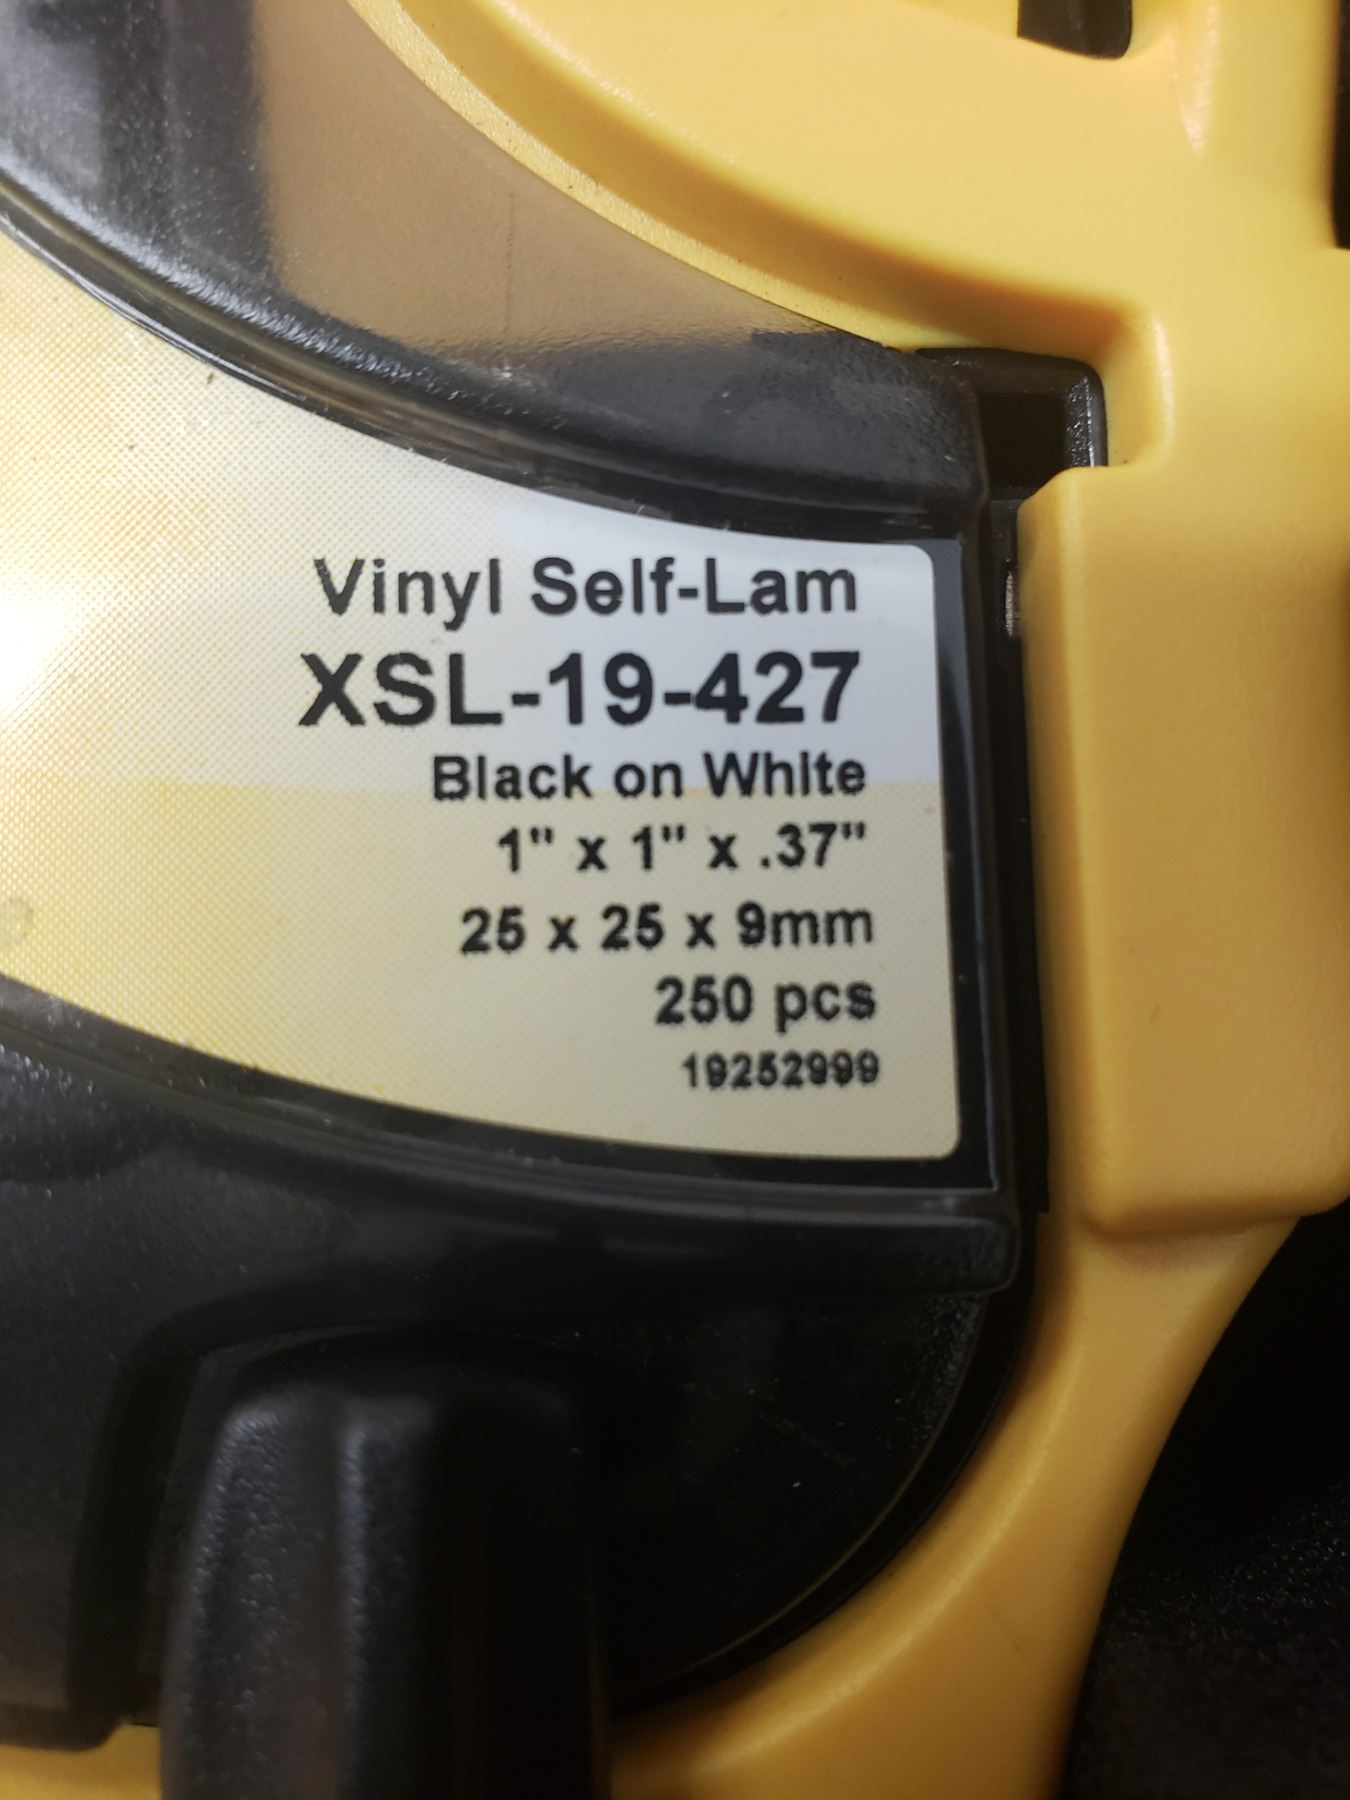 Vinyl Self-Lam
XSL-19-427
Black on White
1" x 1" x .37"
25 x 25 x 9mm
250 pcs
19252999